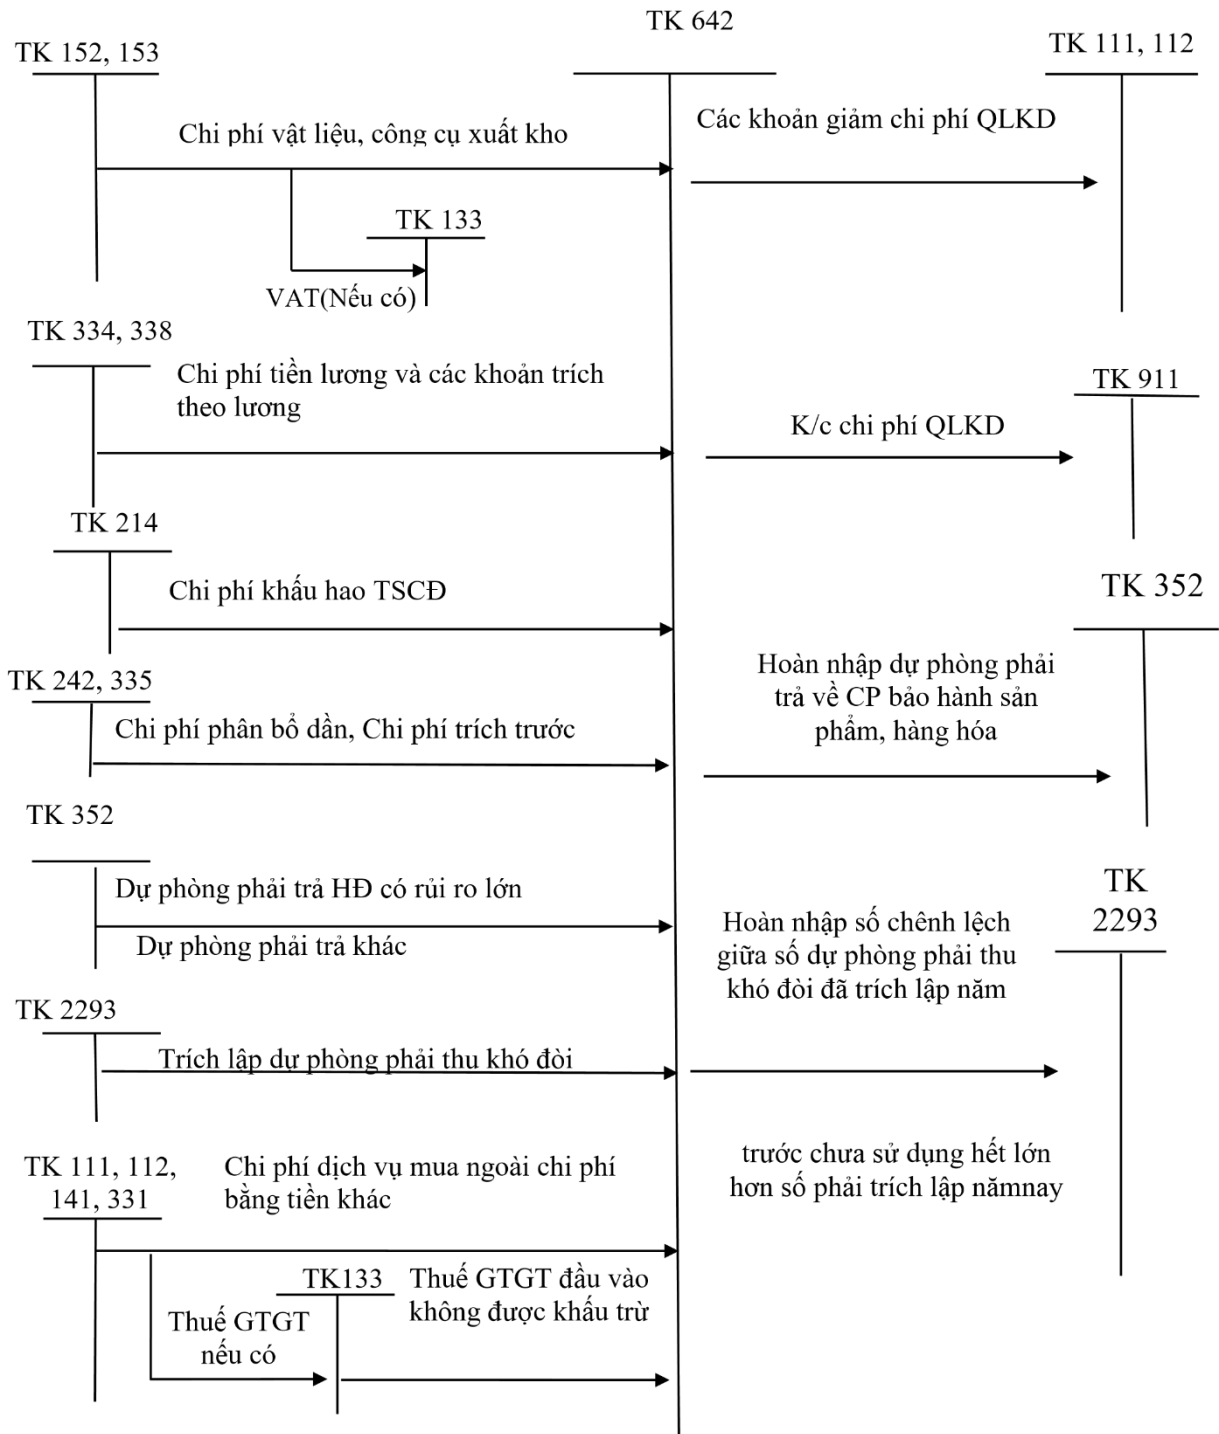 TK 642
TK 152, 153
TK 111, 112
Chi phí vật liệu, công cụ xuất kho
Các khoản giảm chi phí QLKD
TK 133
VAT(Nếu có)
TK 334, 338
Chi phí tiền lương và các khoản trích
theo lương
TK 911
K/c chi phí QLKD
TK 214
Chi phí khấu hao TSCĐ
TK 352
TK 242, 335
Chi phí phân bổ dần, Chi phí trích trước
Hoàn nhập dự phòng phải
trả về CP bảo hành sản
phẩm, hàng hóa
TK 352
Dự phòng phải trả HĐ có rủi ro lớn
Dự phòng phải trả khác
TK
2293
Hoàn nhập số chênh lệch
giữa số dự phòng phải thu
khó đòi đã trích lập năm
TK 2293
Trích lập dự phòng phải thu khó đòi
trước chưa sử dụng hết lớn
hơn số phải trích lập nămnay
TK 111, 112,
141, 331
Chi phí dịch vụ mua ngoài chi phí
bằng tiền khác
TK133
Thuế GTGT đầu vào
không được khấu trừ
Thuế GTGT
nếu có